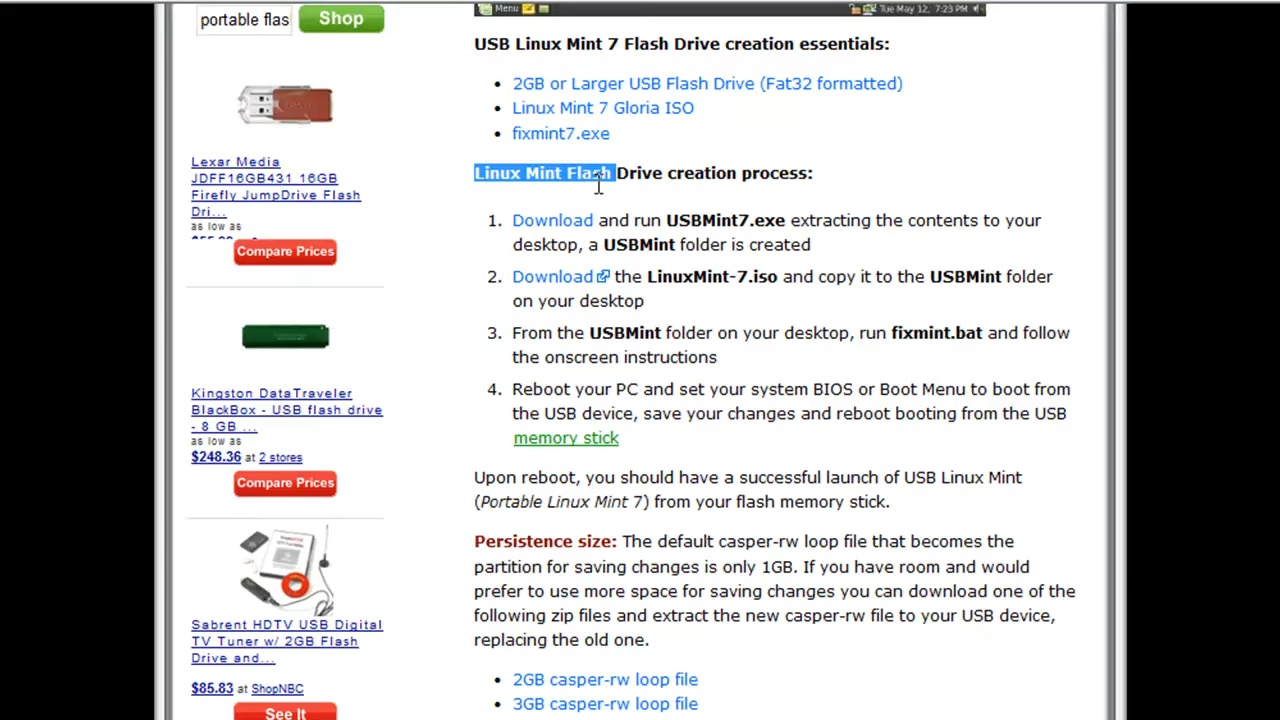 portable flas
Shop
Lexar Media
JDFF16GB431 16GB
Firefly JumpDrive Flash
Dri...
as low as
Compare Prices
Kingston DataTraveler
BlackBox - USB flash drive
- 8 GB ...
as low as
$248.36 at 2 stores
Compare Prices
Sabrent HDTV USB Digital
TV Tuner w/ 2GB Flash
Drive and...
$85.83 at ShopNBC
See It
Menu
Tue May 12, 7:23 PM
USB Linux Mint 7 Flash Drive creation essentials:
• 2GB or Larger USB Flash Drive (Fat32 formatted)
• Linux Mint 7 Gloria ISO
• fixmint7.exe
Linux Mint Flash Drive creation process:
1. Download and run USBMint7.exe extracting the contents to your
desktop, a USBMint folder is created
2. Download the LinuxMint-7.iso and copy it to the USBMint folder
on your desktop
3. From the USBMint folder on your desktop, run fixmint.bat and follow
the onscreen instructions
4. Reboot your PC and set your system BIOS or Boot Menu to boot from
the USB device, save your changes and reboot booting from the USB
memory stick
Upon reboot, you should have a successful launch of USB Linux Mint
(Portable Linux Mint 7) from your flash memory stick.
Persistence size: The default casper-rw loop file that becomes the
partition for saving changes is only 1GB. If you have room and would
prefer to use more space for saving changes you can download one of the
following zip files and extract the new casper-rw file to your USB device,
replacing the old one.
• 2GB casper-rw loop file
• 3GB casper-rw loop file